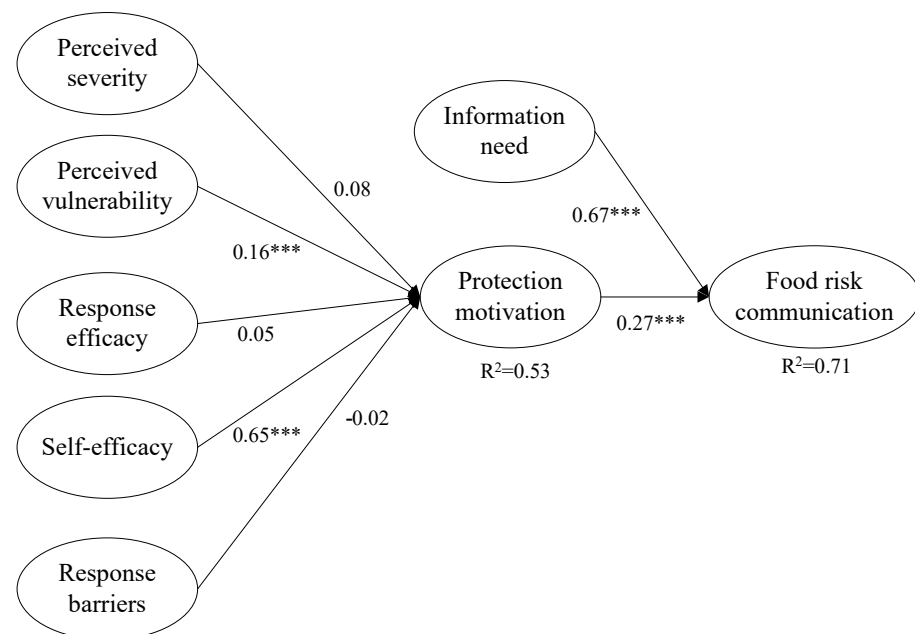 Perceived
severity
Information
need
Perceived
vulnerability
0.08
0.67***
0.16***
Protection
motivation
Food risk
communication
Response
efficacy
0.05
0.27***
R²=0.53
R²=0.71
-0.02
Self-efficacy
0.65***
Response
barriers